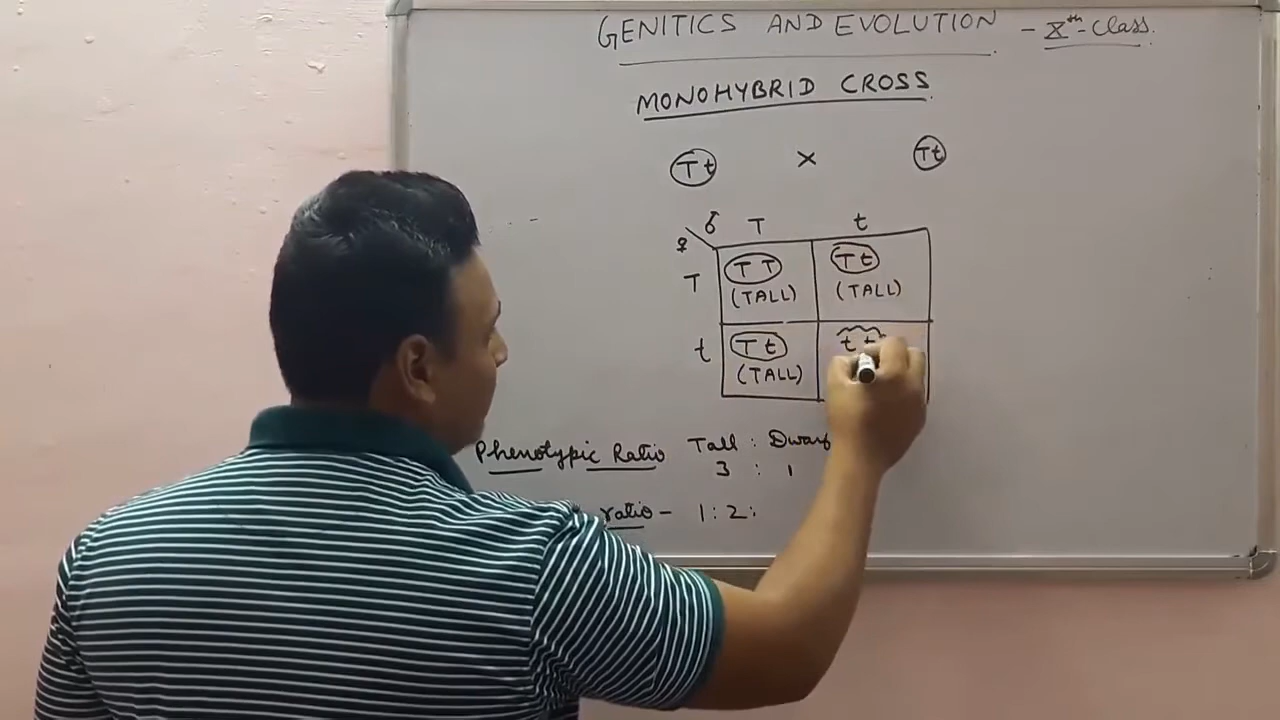 GENITICS AND EVOLUTION - Xth-Class.
MONOHYBRID CROSS
Tt × Tt
♂ T t
♀
T TT Tt
(TALL) (TALL)
t Tt tt
(TALL)
Phenotypic Ratio Tall : Dwarf
3 : 1
ratio - 1 : 2 :